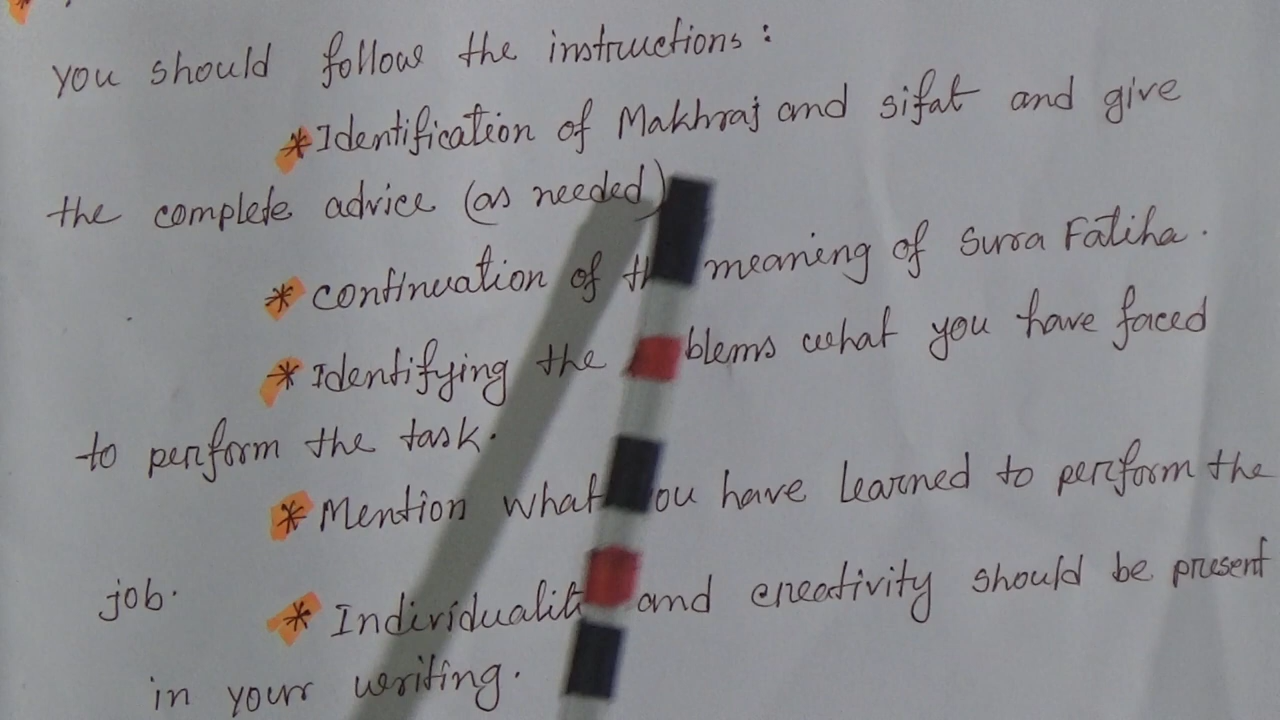 you should follow the instructions:
* Identification of Makhraj and sifat and give
the complete advice (as needed)
* continuation of meaning of Sura Fatiha.
* Identifying the blems what you have faced
to perform the task.
* Mention what ou have learned to perform the
job.
* Individualit and creativity should be present
in your writing.